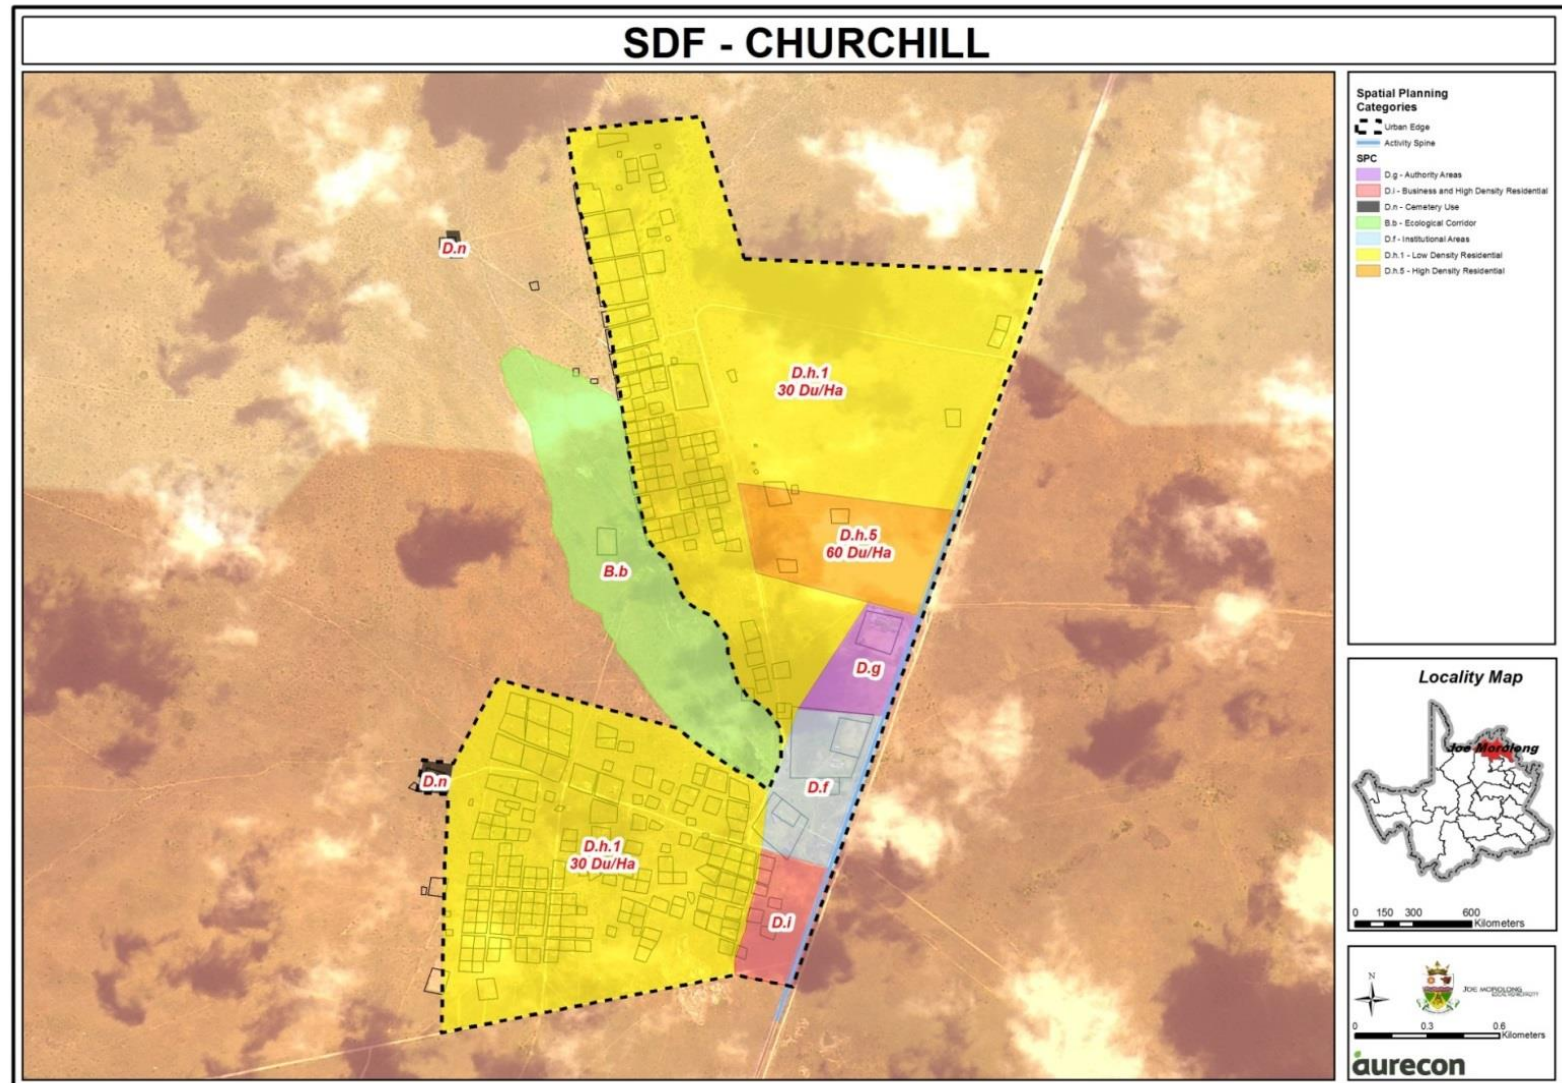 SDF - CHURCHILL
D.n
D.h.1
30 Du/Ha
D.h.5
60 Du/Ha
B.b
D.g
D.n
D.f
D.h.1
30 Du/Ha
D.i
Spatial Planning
Categories
Urban Edge
Activity Spine
SPC
D.g - Authority Areas
D.i - Business and High Density Residential
D.n - Cemetery Use
B.b - Ecological Corridor
D.f - Institutional Areas
D.h.1 - Low Density Residential
D.h.5 - High Density Residential
Locality Map
Joe Morolong
0 150 300 600
Kilometers
N
JOE MOROLONG
LOCAL MUNICIPALITY
0 0.3 0.6
Kilometers
aurecon